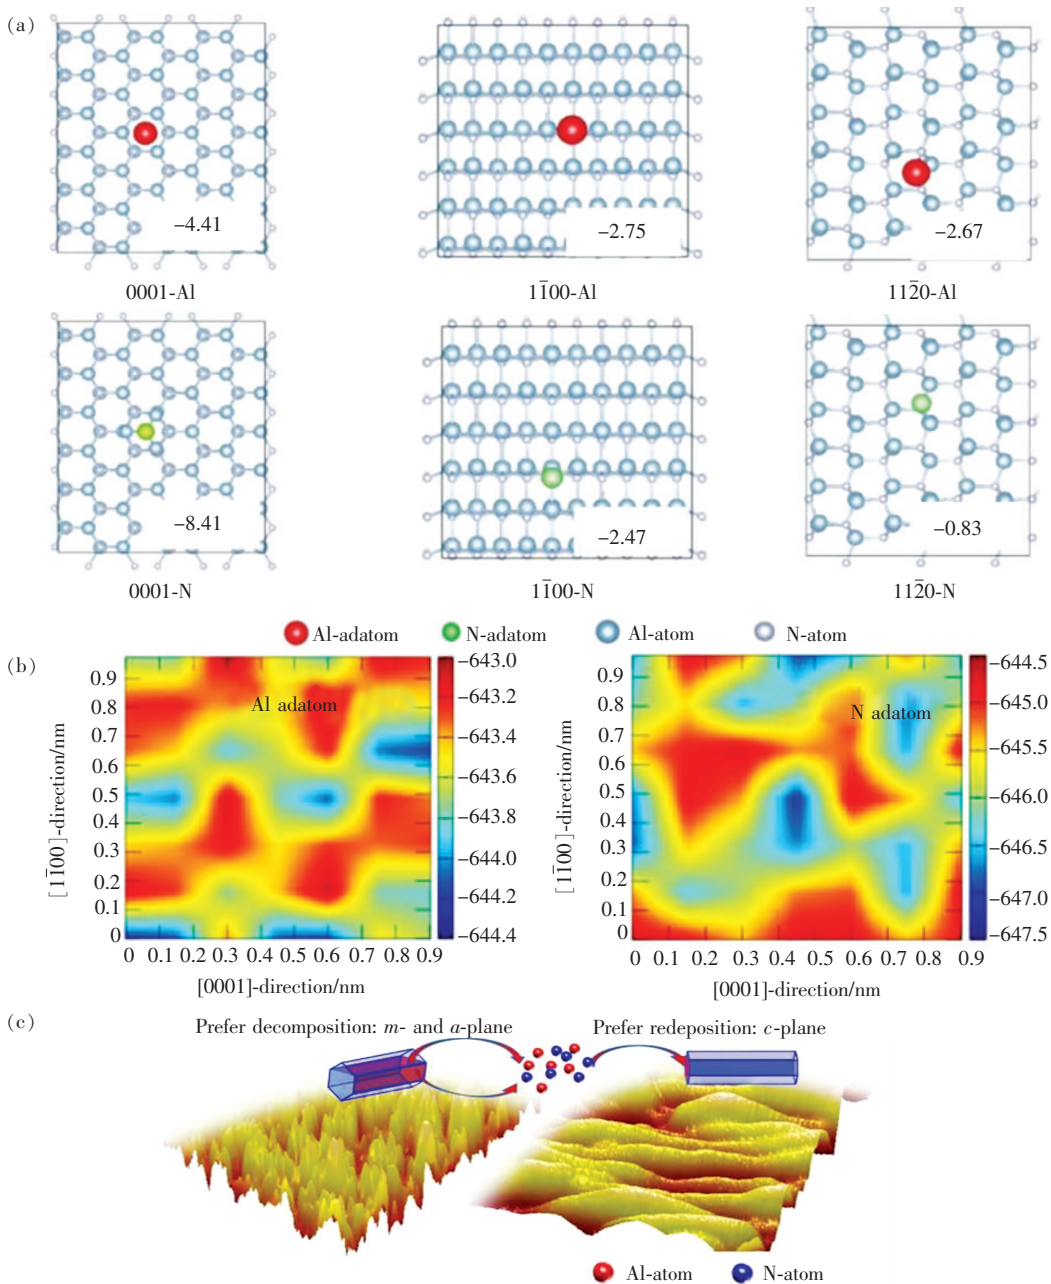 (a)
−4.41
−2.75
−2.67
0001-Al
11̄00-Al
112̄0-Al
−8.41
−2.47
−0.83
0001-N
11̄00-N
112̄0-N
Al-adatom
N-adatom
Al-atom
N-atom
(b)
0.9
0.8
0.7
0.6
0.5
0.4
0.3
0.2
0.1
0
[11̄00]-direction/nm
Al adatom
0 0.1 0.2 0.3 0.4 0.5 0.6 0.7 0.8 0.9
[0001]-direction/nm
−643.0
−643.2
−643.4
−643.6
−643.8
−644.0
−644.2
−644.4
0.9
0.8
0.7
0.6
0.5
0.4
0.3
0.2
0.1
0
[11̄00]-direction/nm
N adatom
0 0.1 0.2 0.3 0.4 0.5 0.6 0.7 0.8 0.9
[0001]-direction/nm
−644.5
−645.0
−645.5
−646.0
−646.5
−647.0
−647.5
(c)
Prefer decomposition: m- and a-plane
Prefer redeposition: c-plane
Al-atom
N-atom